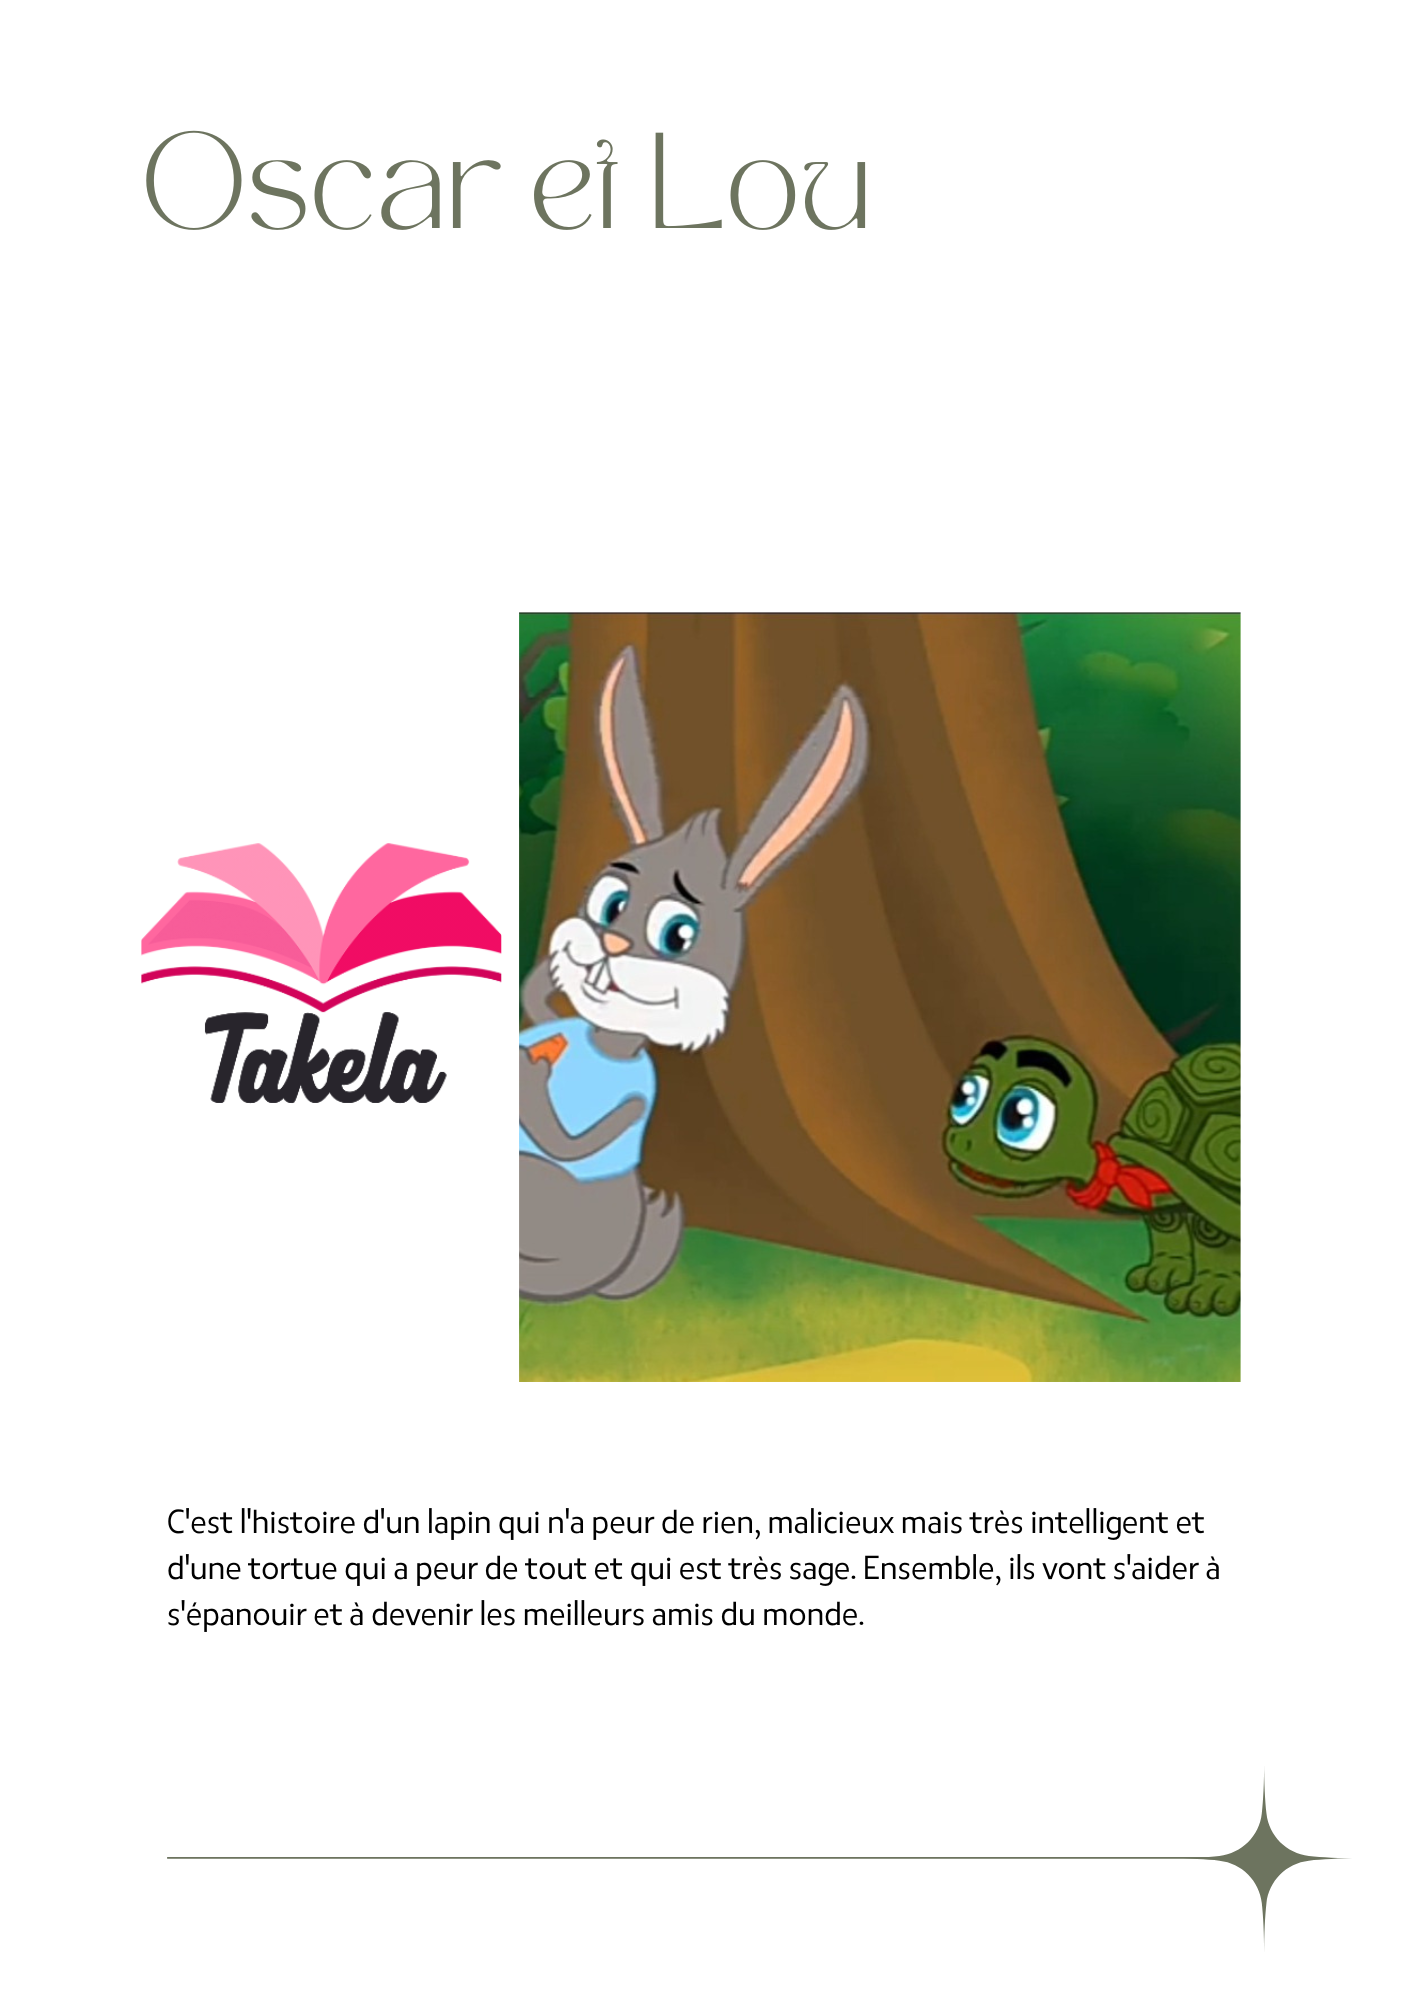 Oscar et Lou
Takela
C'est l'histoire d'un lapin qui n'a peur de rien, malicieux mais très intelligent et
d'une tortue qui a peur de tout et qui est très sage. Ensemble, ils vont s'aider à
s'épanouir et à devenir les meilleurs amis du monde.